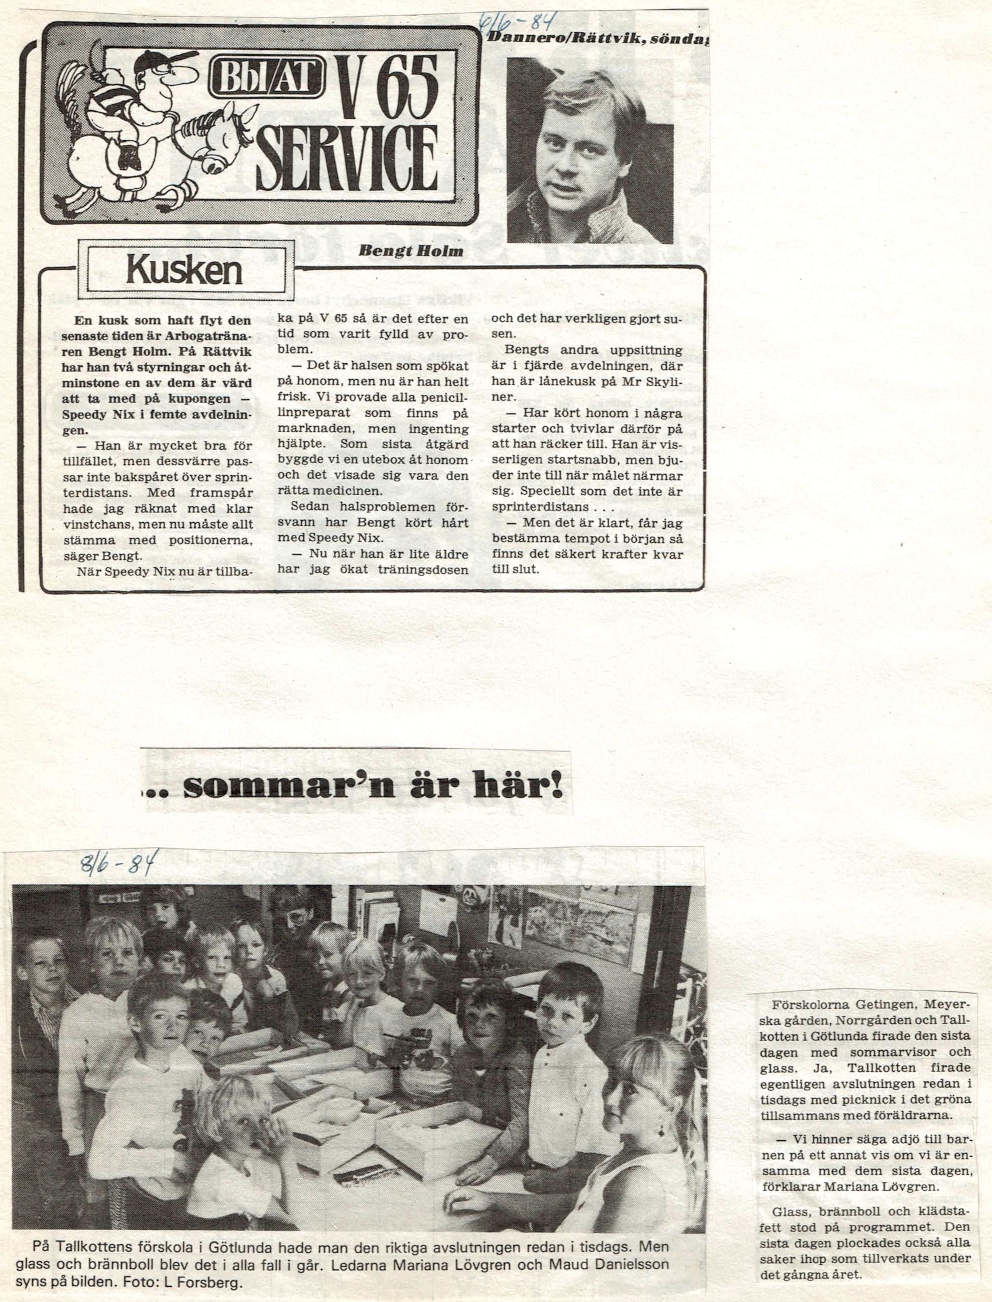 6/6-84
Dannero/Rättvik, söndag
Bbl/AT V 65
SERVICE
Bengt Holm
Kusken
En kusk som haft flyt den
senaste tiden är Arbogaträna-
ren Bengt Holm. På Rättvik
har han två styrningar och åt-
minstone en av dem är värd
att ta med på kupongen —
Speedy Nix i femte avdelnin-
gen.
— Han är mycket bra för
tillfället, men dessvärre pas-
sar inte bakspåret över sprin-
terdistans. Med framspår
hade jag räknat med klar
vinstchans, men nu måste allt
stämma med positionerna,
säger Bengt.
När Speedy Nix nu är tillba-
ka på V 65 så är det efter en
tid som varit fylld av pro-
blem.
— Det är halsen som spökat
på honom, men nu är han helt
frisk. Vi provade alla penicil-
linpreparat som finns på
marknaden, men ingenting
hjälpte. Som sista åtgärd
byggde vi en utebox åt honom
och det visade sig vara den
rätta medicinen.
Sedan halsproblemen för-
svann har Bengt kört hårt
med Speedy Nix.
— Nu när han är lite äldre
har jag ökat träningsdosen
och det har verkligen gjort su-
sen.
Bengts andra uppsittning
är i fjärde avdelningen, där
han är lånekusk på Mr Skyli-
ner.
— Har kört honom i några
starter och tvivlar därför på
att han räcker till. Han är vis-
serligen startsnabb, men bju-
der inte till när målet närmar
sig. Speciellt som det inte är
sprinterdistans . . .
— Men det är klart, får jag
bestämma tempot i början så
finns det säkert krafter kvar
till slut.
... sommar'n är här!
8/6-84
På Tallkottens förskola i Götlunda hade man den riktiga avslutningen redan i tisdags. Men
glass och brännboll blev det i alla fall i går. Ledarna Mariana Lövgren och Maud Danielsson
syns på bilden. Foto: L Forsberg.
Förskolorna Getingen, Meyer-
ska gården, Norrgården och Tall-
kotten i Götlunda firade den sista
dagen med sommarvisor och
glass. Ja, Tallkotten firade
egentligen avslutningen redan i
tisdags med picknick i det gröna
tillsammans med föräldrarna.
— Vi hinner säga adjö till bar-
nen på ett annat vis om vi är en-
samma med dem sista dagen,
förklarar Mariana Lövgren.
Glass, brännboll och klädsta-
fett stod på programmet. Den
sista dagen plockades också alla
saker ihop som tillverkats under
det gångna året.